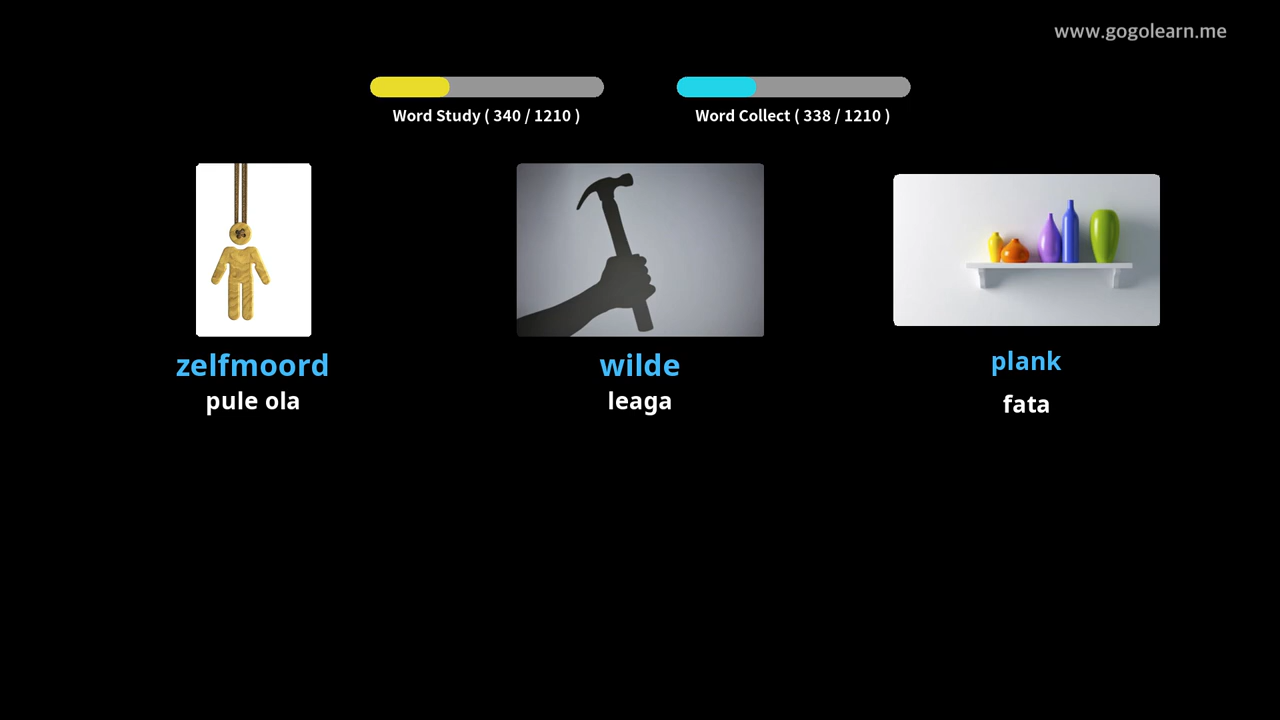 www.gogolearn.me
Word Study ( 340 / 1210 )
Word Collect ( 338 / 1210 )
zelfmoord
pule ola
wilde
leaga
plank
fata